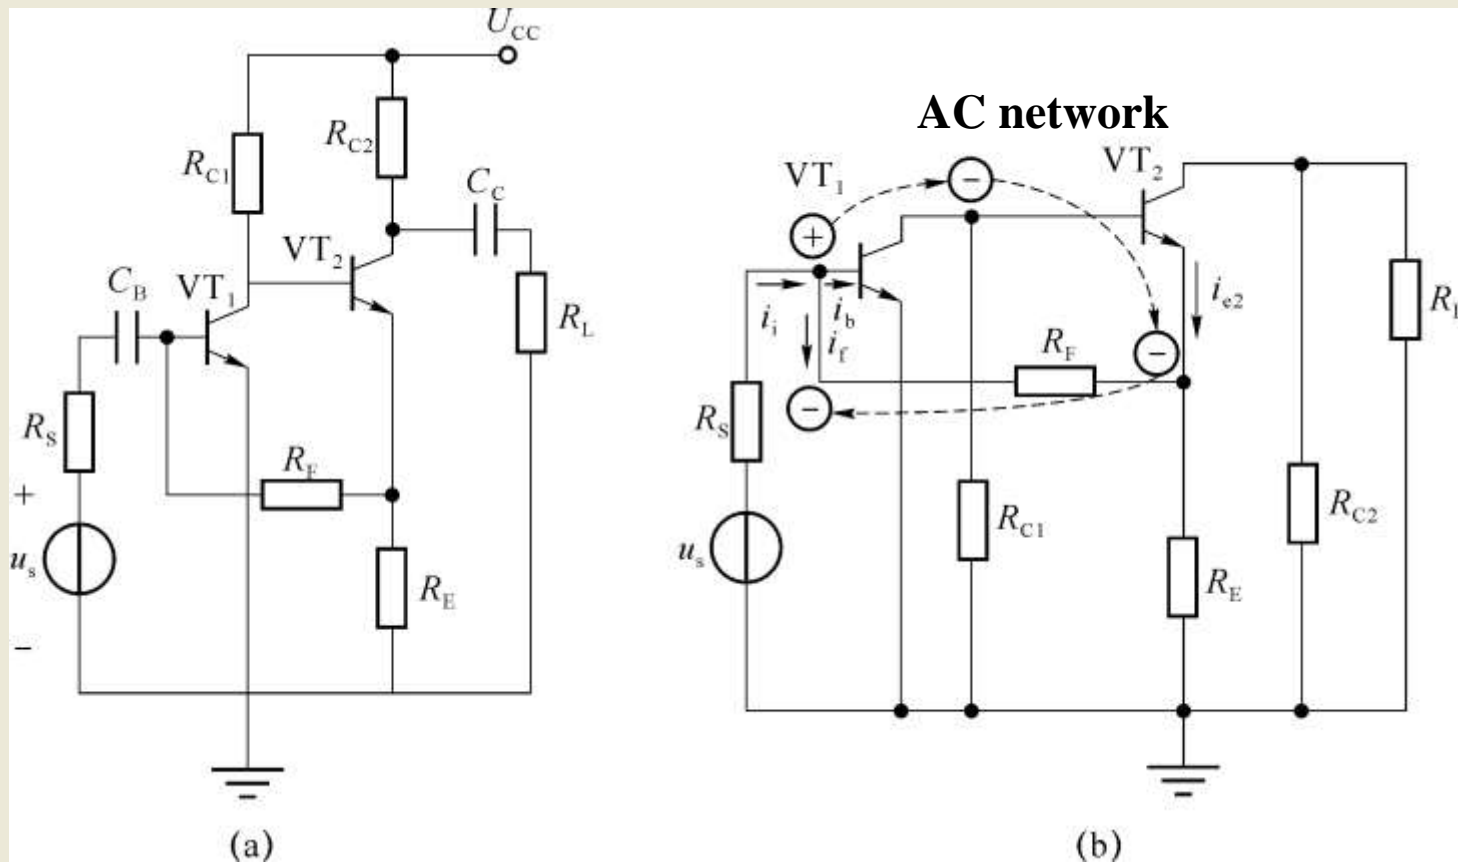 U_CC
R_C1
R_C2
C_C
VT_2
C_B
VT_1
R_L
R_S
R_F
+
u_s
R_E
−
(a)
AC network
VT_1
−
VT_2
+
i_i
i_b
i_f
i_e2
R_F
−
−
R_S
R_C1
R_C2
u_s
R_E
(b)